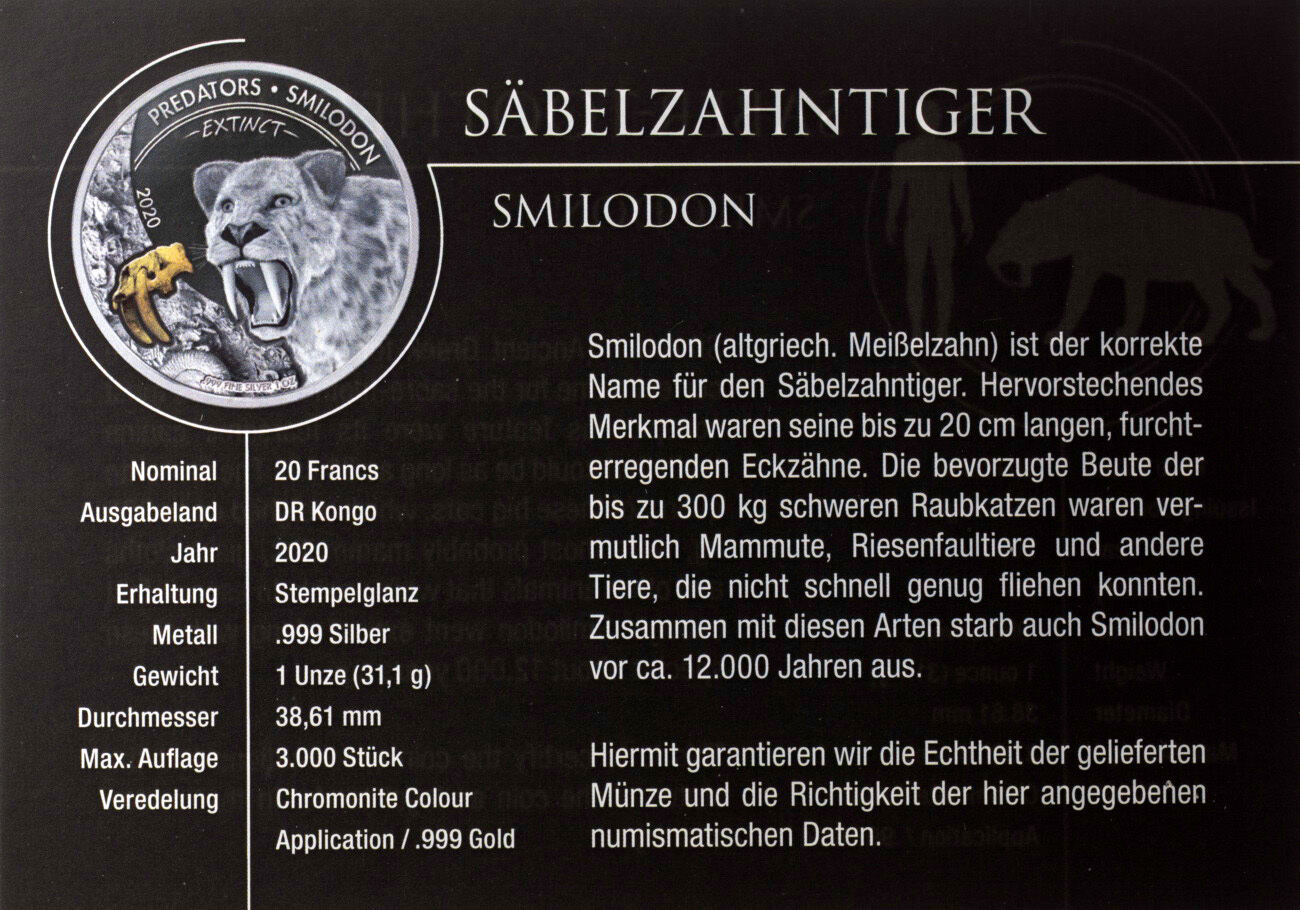 PREDATORS • SMILODON
EXTINCT
2020
.999 FINE SILVER 1 OZ
SÄBELZAHNTIGER
SMILODON
Nominal 20 Francs
Ausgabeland DR Kongo
Jahr 2020
Erhaltung Stempelglanz
Metall .999 Silber
Gewicht 1 Unze (31,1 g)
Durchmesser 38,61 mm
Max. Auflage 3.000 Stück
Veredelung Chromonite Colour
Application / .999 Gold
Smilodon (altgriech. Meißelzahn) ist der korrekte
Name für den Säbelzahntiger. Hervorstechendes
Merkmal waren seine bis zu 20 cm langen, furcht-
erregenden Eckzähne. Die bevorzugte Beute der
bis zu 300 kg schweren Raubkatzen waren ver-
mutlich Mammute, Riesenfaultiere und andere
Tiere, die nicht schnell genug fliehen konnten.
Zusammen mit diesen Arten starb auch Smilodon
vor ca. 12.000 Jahren aus.
Hiermit garantieren wir die Echtheit der gelieferten
Münze und die Richtigkeit der hier angegebenen
numismatischen Daten.